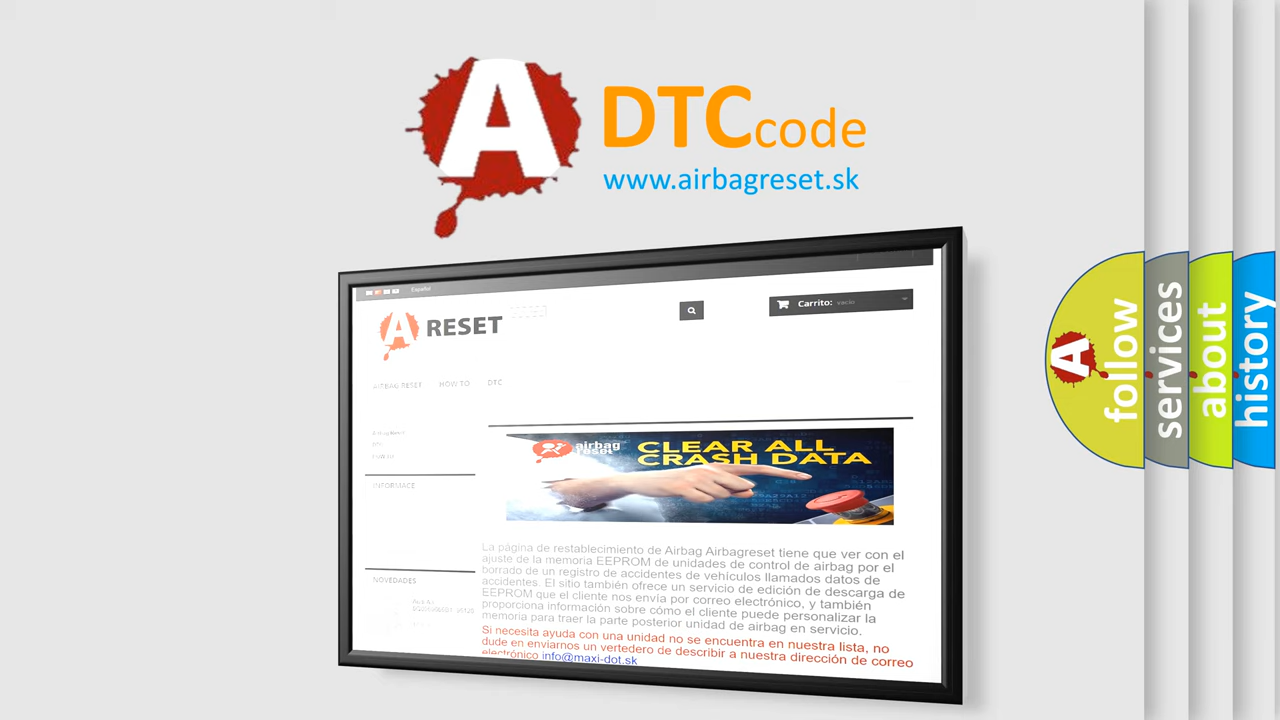 A DTCcode
www.airbagreset.sk
Español
A RESET
Carrito: vacío
AIRBAG RESET HOW TO DTC
INFORMACE
NOVEDADES
airbag
reset
CLEAR ALL
CRASH DATA
La página de restablecimiento de Airbag Airbagreset tiene que ver con el
ajuste de la memoria EEPROM de unidades de control de airbag por el
borrado de un registro de accidentes de vehículos llamados datos de
accidentes. El sitio también ofrece un servicio de edición de descarga de
EEPROM que el cliente nos envía por correo electrónico, y también
proporciona información sobre cómo el cliente puede personalizar la
memoria para traer la parte posterior unidad de airbag en servicio.
Si necesita ayuda con una unidad no se encuentra en nuestra lista, no
dude en enviarnos un vertedero de describir a nuestra dirección de correo
electrónico info@maxi-dot.sk
A follow
services
about
history